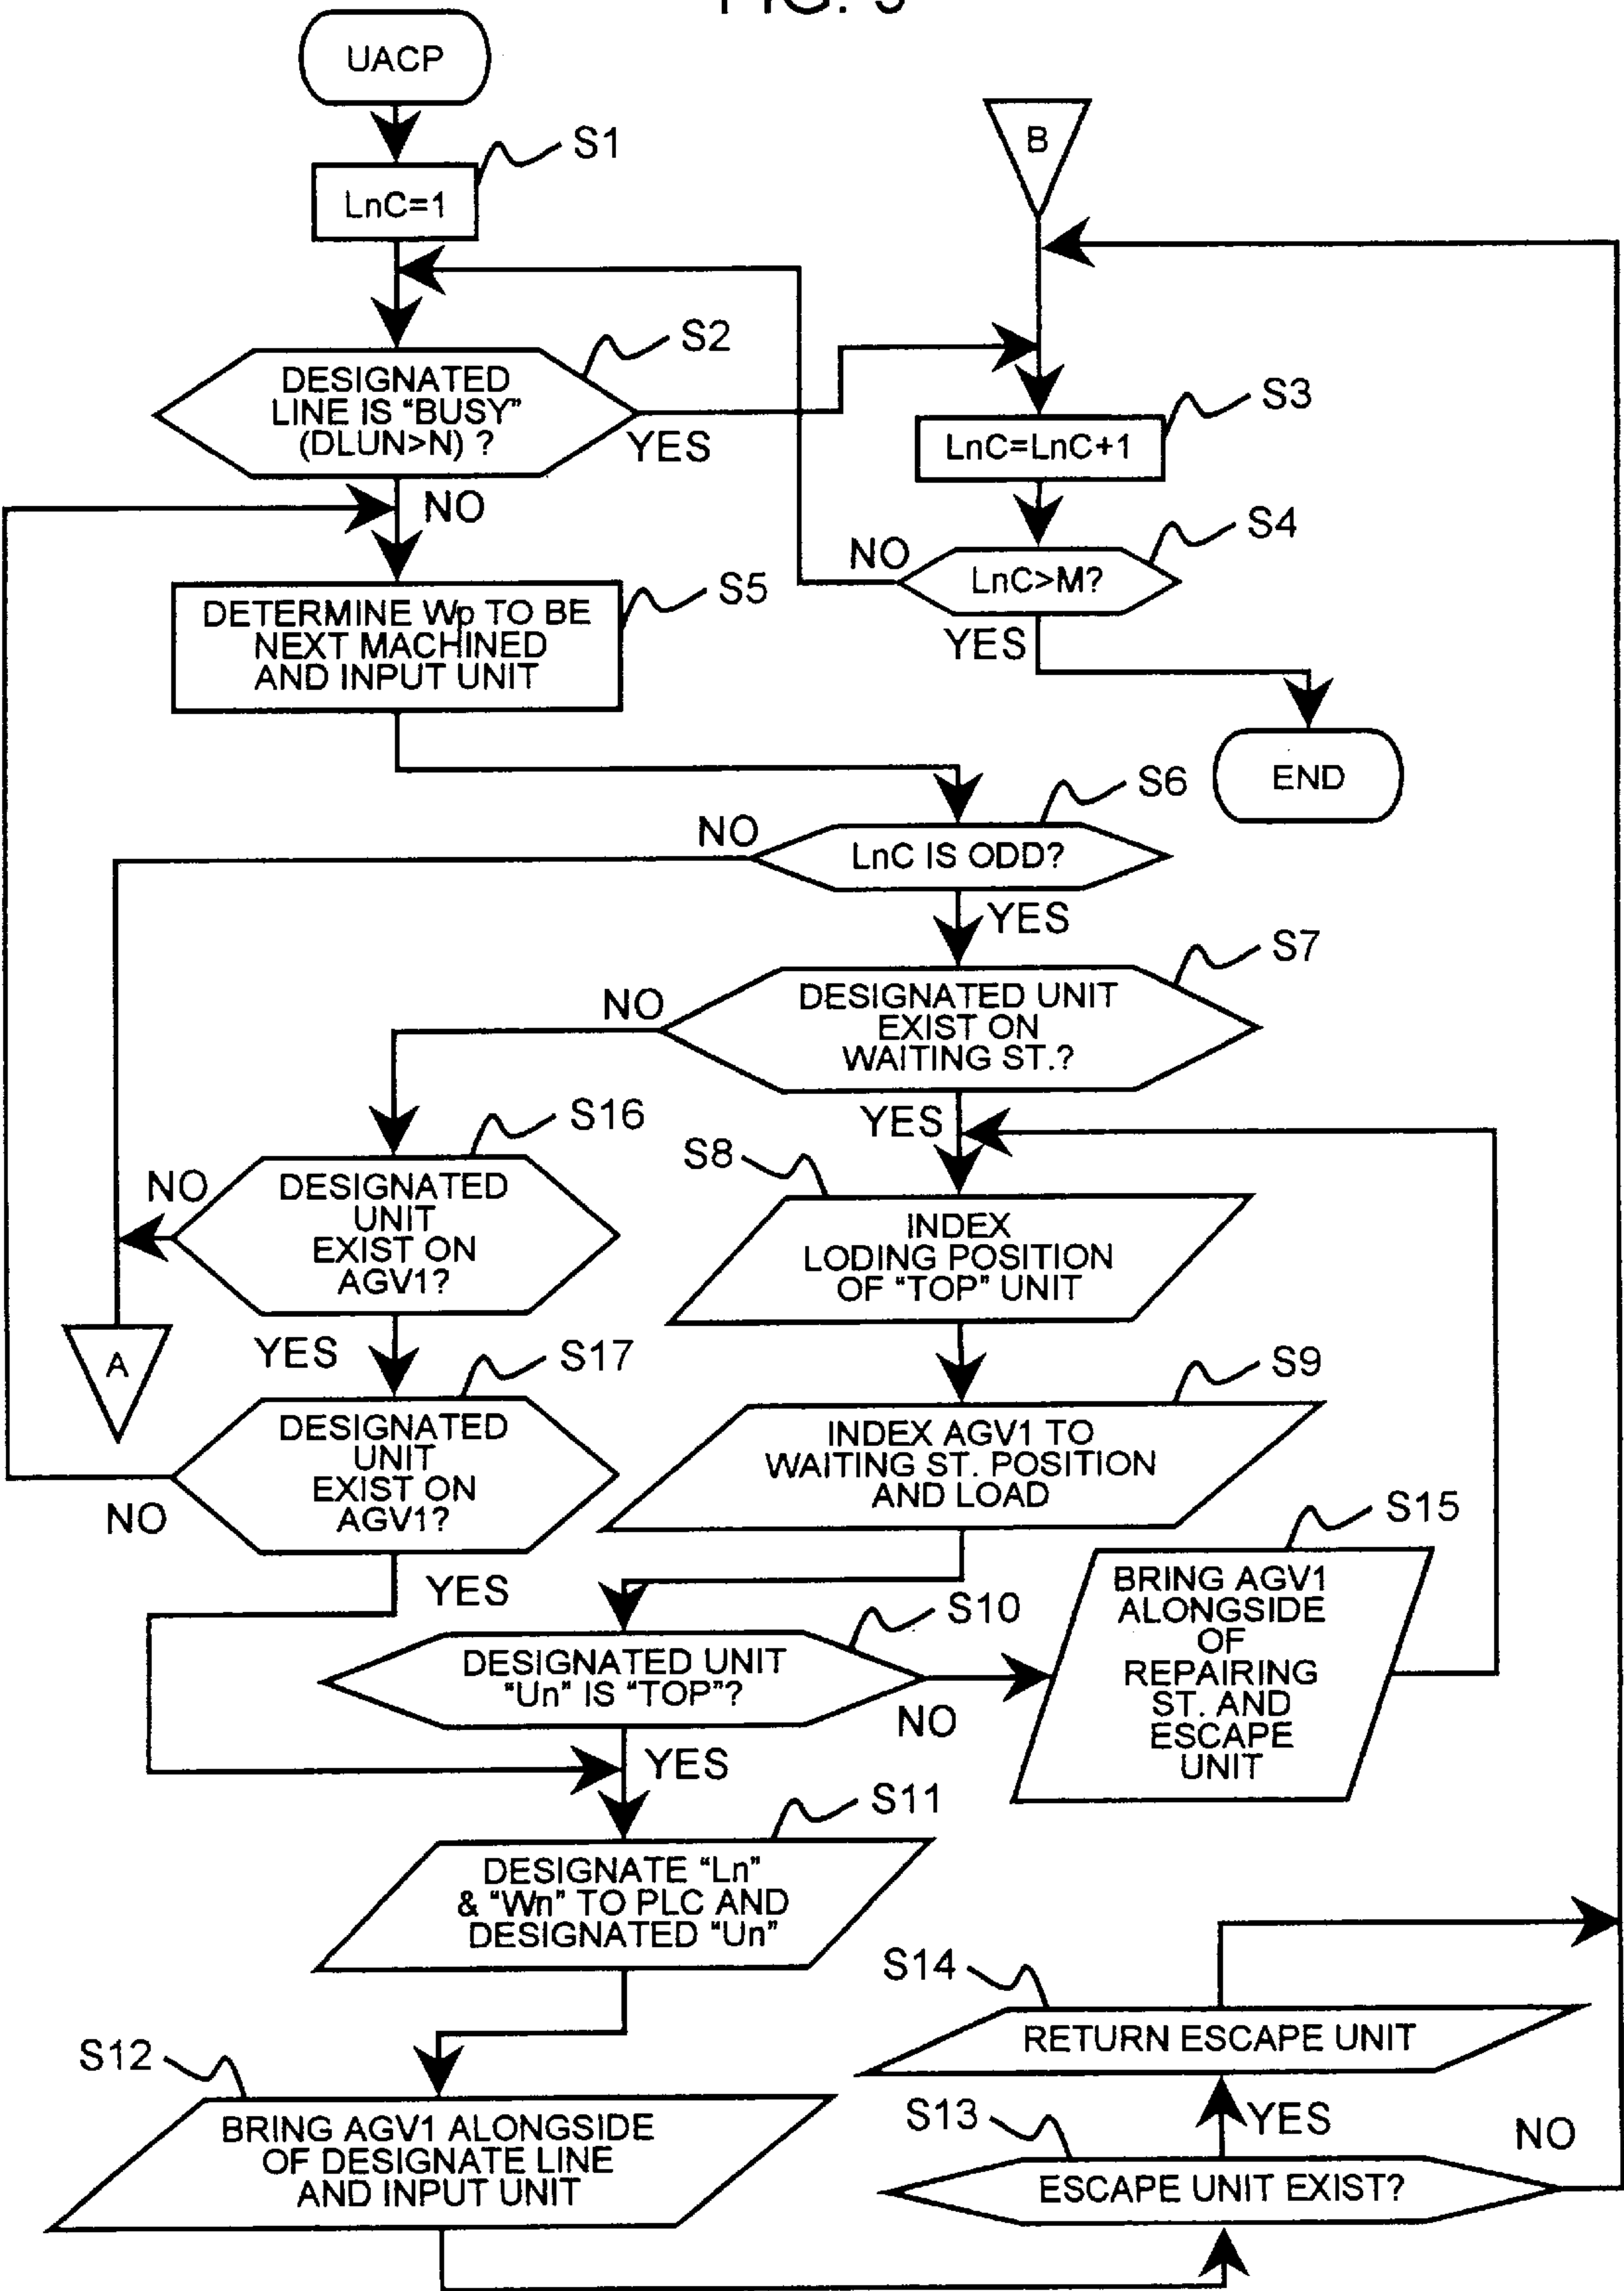 UACP
S1
LnC=1
B
S2
DESIGNATED
LINE IS "BUSY"
(DLUN>N) ?
YES
NO
S3
LnC=LnC+1
S4
NO
LnC>M?
YES
END
S5
DETERMINE Wp TO BE
NEXT MACHINED
AND INPUT UNIT
S6
NO
LnC IS ODD?
YES
S7
NO
DESIGNATED UNIT
EXIST ON
WAITING ST.?
YES
S16
NO
DESIGNATED
UNIT
EXIST ON
AGV1?
YES
A
S8
INDEX
LODING POSITION
OF "TOP" UNIT
S17
DESIGNATED
UNIT
EXIST ON
AGV1?
NO
YES
S9
INDEX AGV1 TO
WAITING ST. POSITION
AND LOAD
S15
BRING AGV1
ALONGSIDE
OF
REPAIRING
ST. AND
ESCAPE
UNIT
S10
DESIGNATED UNIT
"Un" IS "TOP"?
NO
YES
S11
DESIGNATE "Ln"
& "Wn" TO PLC AND
DESIGNATED "Un"
S14
RETURN ESCAPE UNIT
S12
BRING AGV1 ALONGSIDE
OF DESIGNATE LINE
AND INPUT UNIT
S13
YES
NO
ESCAPE UNIT EXIST?